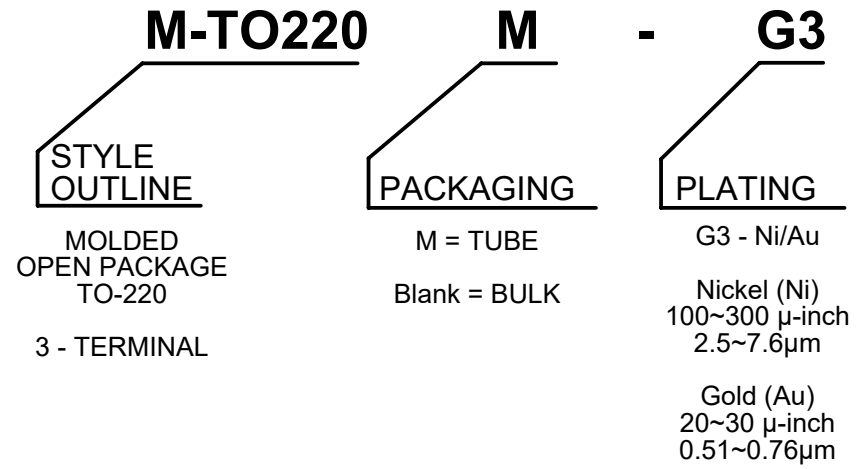 M-TO220 M - G3
STYLE
OUTLINE
MOLDED
OPEN PACKAGE
TO-220
3 - TERMINAL
PACKAGING
M = TUBE
Blank = BULK
PLATING
G3 - Ni/Au
Nickel (Ni)
100~300 µ-inch
2.5~7.6µm
Gold (Au)
20~30 µ-inch
0.51~0.76µm